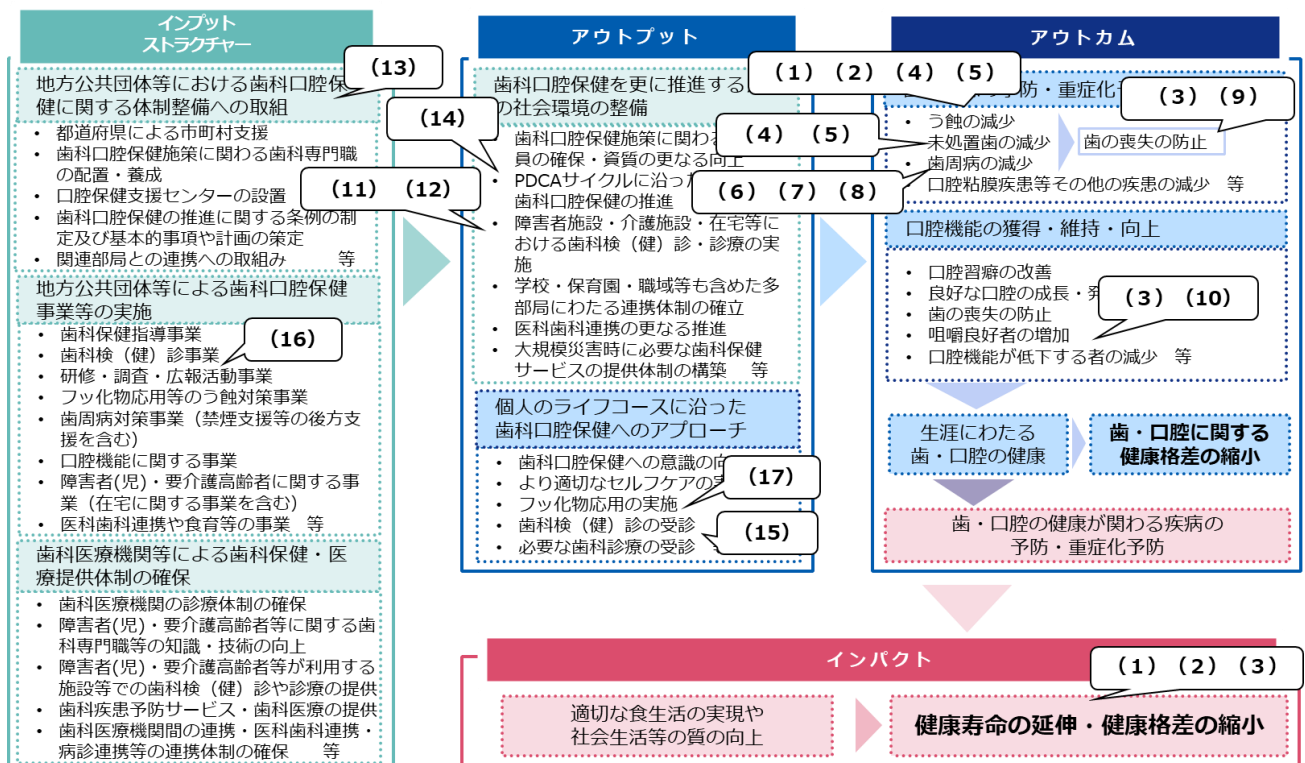 インプット
ストラクチャー
地方公共団体等における歯科口腔保
健に関する体制整備への取組
(13)
• 都道府県による市町村支援
• 歯科口腔保健施策に関わる歯科専門職
の配置・養成
• 口腔保健支援センターの設置
• 歯科口腔保健の推進に関する条例の制
定及び基本的事項や計画の策定
• 関連部局との連携への取組み 等
地方公共団体等による歯科口腔保健
事業等の実施
• 歯科保健指導事業
• 歯科検（健）診事業
(16)
• 研修・調査・広報活動事業
• フッ化物応用等のう蝕対策事業
• 歯周病対策事業（禁煙支援等の後方支
援を含む）
• 口腔機能に関する事業
• 障害者(児)・要介護高齢者に関する事
業（在宅に関する事業を含む）
• 医科歯科連携や食育等の事業 等
歯科医療機関等による歯科保健・医
療提供体制の確保
• 歯科医療機関の診療体制の確保
• 障害者(児)・要介護高齢者等に関する歯
科専門職等の知識・技術の向上
• 障害者(児)・要介護高齢者等が利用する
施設等での歯科検（健）診や診療の提供
• 歯科疾患予防サービス・歯科医療の提供
• 歯科医療機関間の連携・医科歯科連携・
病診連携等の連携体制の確保 等
アウトプット
歯科口腔保健を更に推進する
の社会環境の整備
(14)
歯科口腔保健施策に関わる
員の確保・資質の更なる向上
(11) (12)
• PDCAサイクルに沿った
歯科口腔保健の推進
• 障害者施設・介護施設・在宅等に
おける歯科検（健）診・診療の実
施
• 学校・保育園・職域等も含めた多
部局にわたる連携体制の確立
• 医科歯科連携の更なる推進
• 大規模災害時に必要な歯科保健
サービスの提供体制の構築 等
個人のライフコースに沿った
歯科口腔保健へのアプローチ
• 歯科口腔保健への意識の向
• より適切なセルフケアの
(17)
• フッ化物応用の実施
• 歯科検（健）診の受診
(15)
• 必要な歯科診療の受診
アウトカム
(1) (2) (4) (5)
防・重症化
(3) (9)
• う蝕の減少
(4) (5)
未処置歯の減少
歯の喪失の防止
• 歯周病の減少
(6) (7) (8)
口腔粘膜疾患等その他の疾患の減少 等
口腔機能の獲得・維持・向上
• 口腔習癖の改善
• 良好な口腔の成長・発
(3) (10)
• 歯の喪失の防止
• 咀嚼良好者の増加
• 口腔機能が低下する者の減少 等
生涯にわたる
歯・口腔の健康
歯・口腔に関する
健康格差の縮小
歯・口腔の健康が関わる疾病の
予防・重症化予防
インパクト
(1) (2) (3)
適切な食生活の実現や
社会生活等の質の向上
健康寿命の延伸・健康格差の縮小